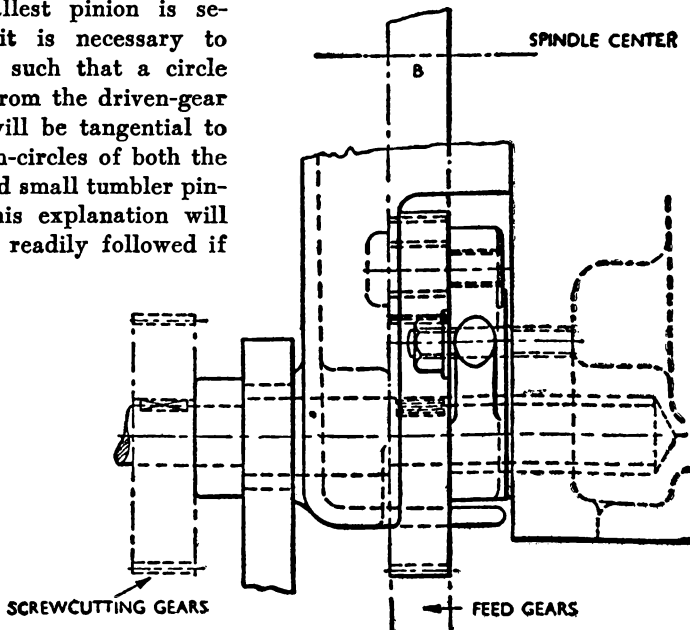 allest pinion is se-
it is necessary to
such that a circle
rom the driven-gear
vill be tangential to
n-circles of both the
d small tumbler pin-
his explanation will
readily followed if
SPINDLE CENTER
B
SCREWCUTTING GEARS
FEED GEARS